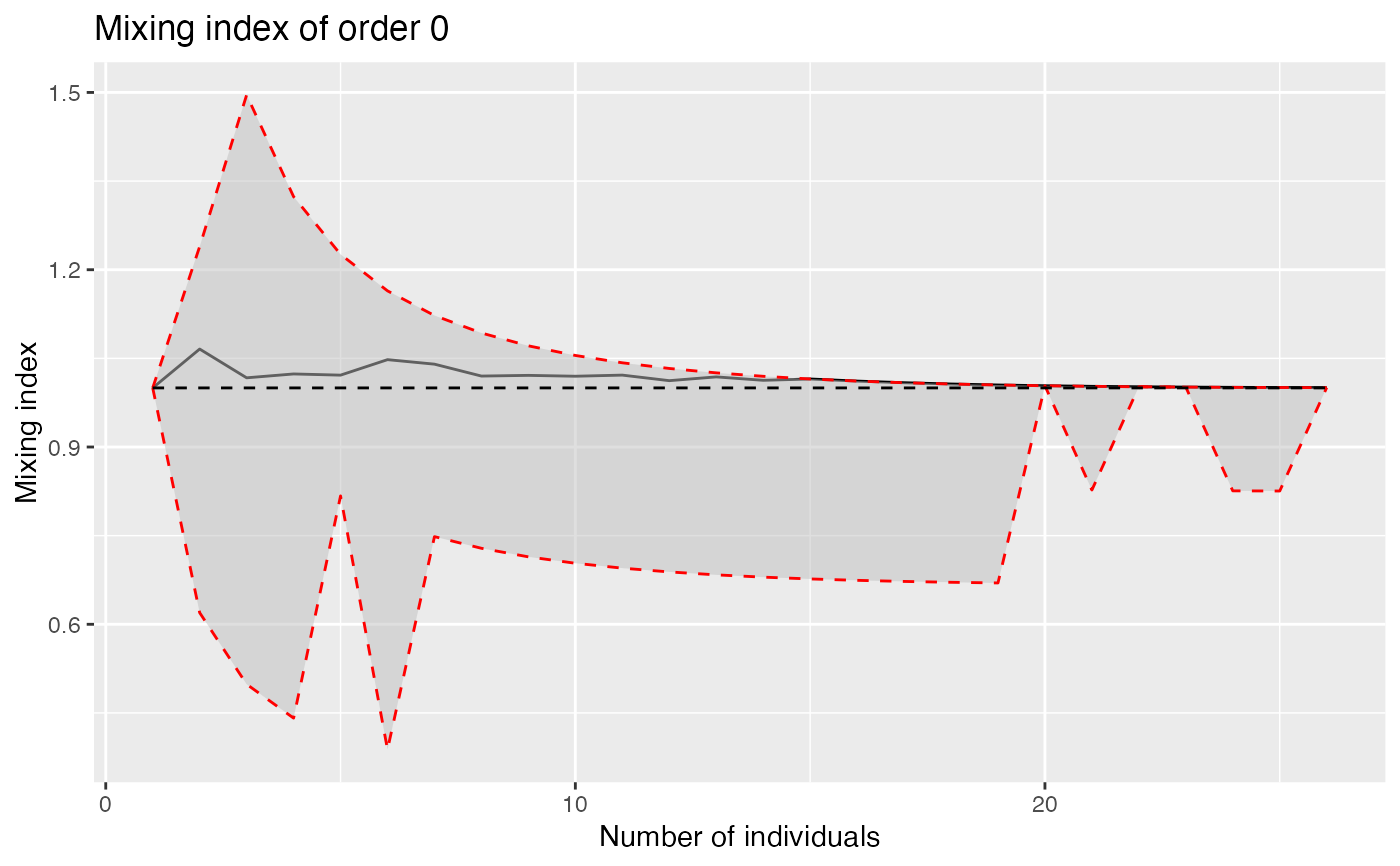 Mixing index of order 0
1.5
1.2
0.9
0.6
Mixing index
0 10 20
Number of individuals